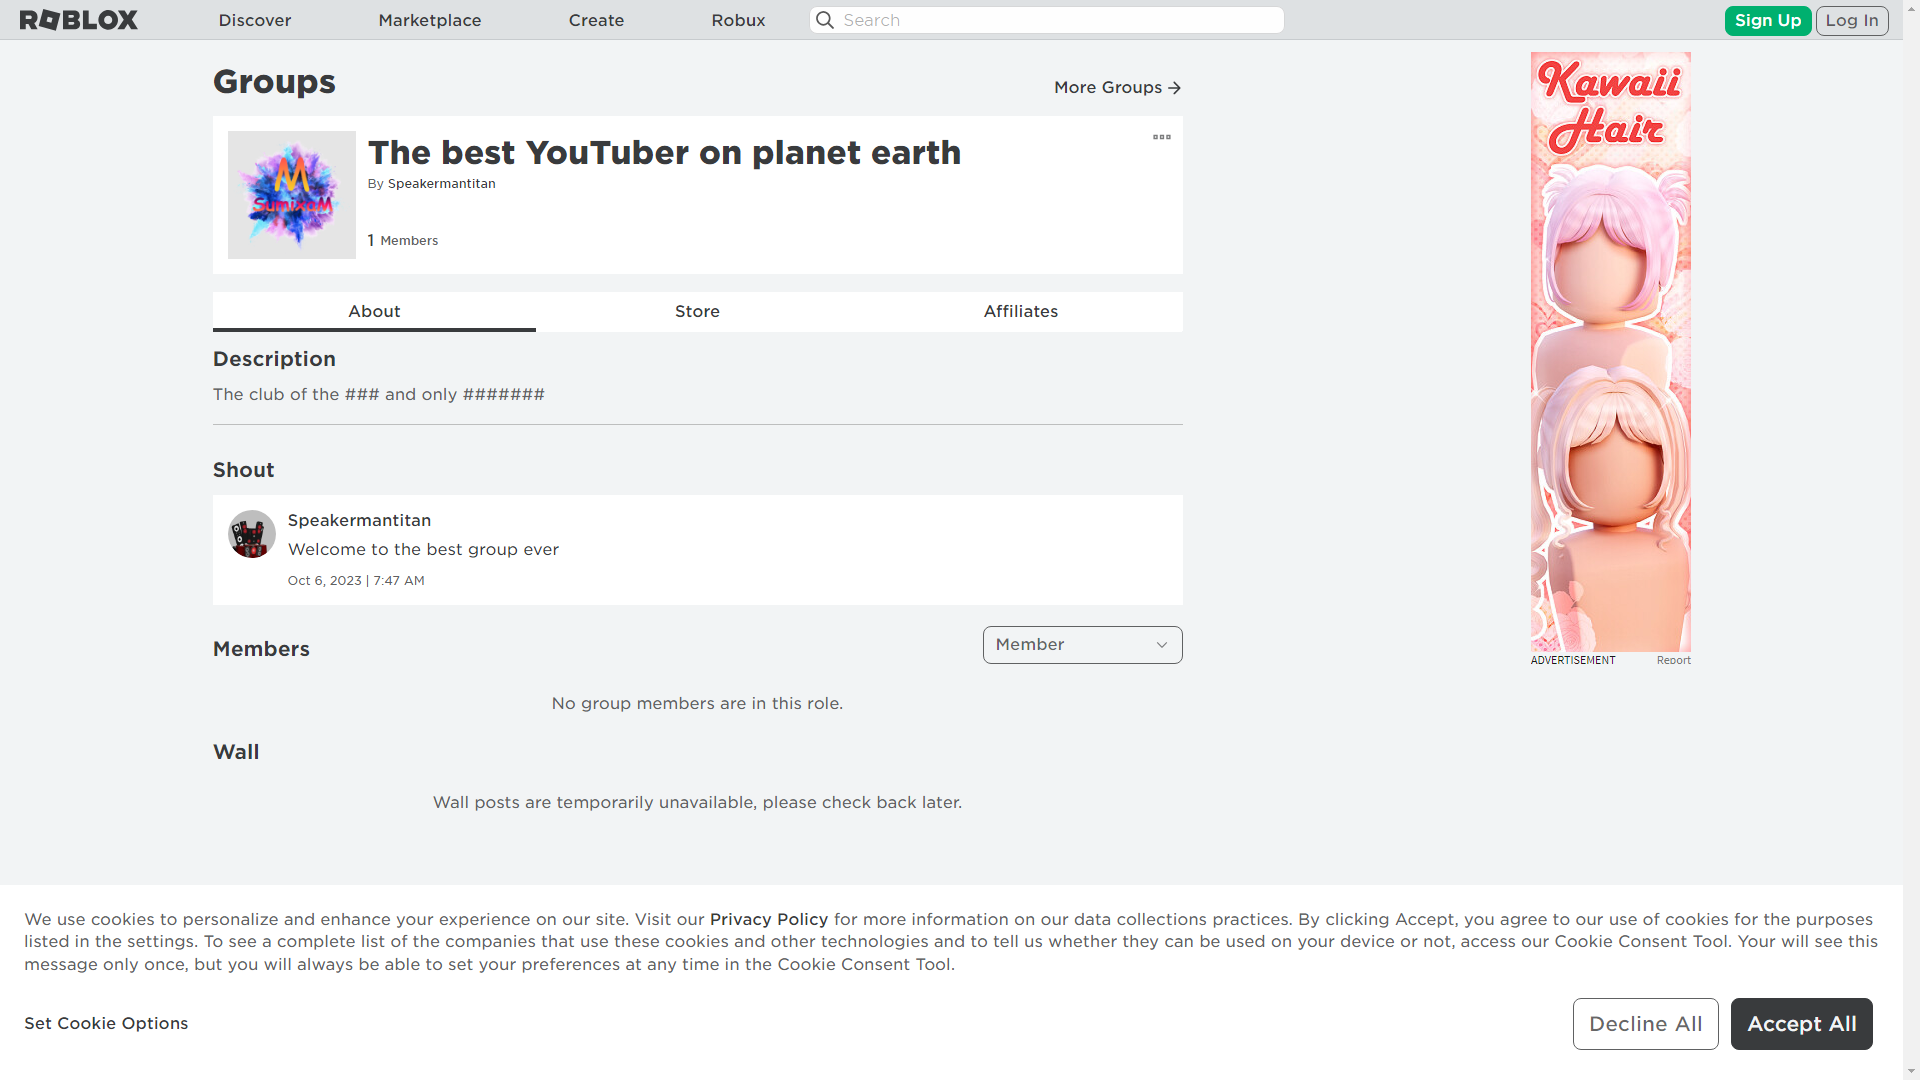 ROBLOX
Discover
Marketplace
Create
Robux
Search
Sign Up
Log In
Groups
More Groups
The best YouTuber on planet earth
By Speakermantitan
1 Members
M
SumixaM
About
Store
Affiliates
Description
The club of the ### and only #######
Shout
Speakermantitan
Welcome to the best group ever
Oct 6, 2023 | 7:47 AM
Members
Member
No group members are in this role.
Wall
Wall posts are temporarily unavailable, please check back later.
Kawaii
Hair
ADVERTISEMENT
Report
We use cookies to personalize and enhance your experience on our site. Visit our Privacy Policy for more information on our data collections practices. By clicking Accept, you agree to our use of cookies for the purposes
listed in the settings. To see a complete list of the companies that use these cookies and other technologies and to tell us whether they can be used on your device or not, access our Cookie Consent Tool. Your will see this
message only once, but you will always be able to set your preferences at any time in the Cookie Consent Tool.
Set Cookie Options
Decline All
Accept All